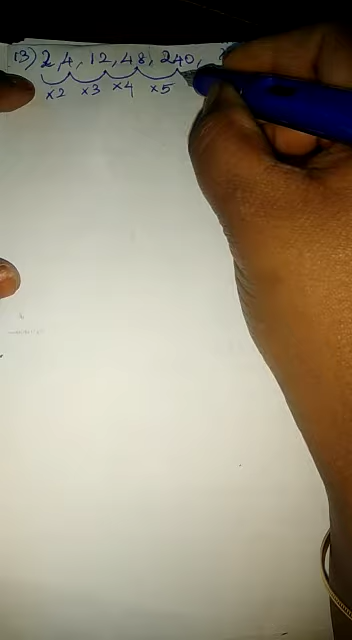 13) 2, 4, 12, 48, 240,
×2 ×3 ×4 ×5